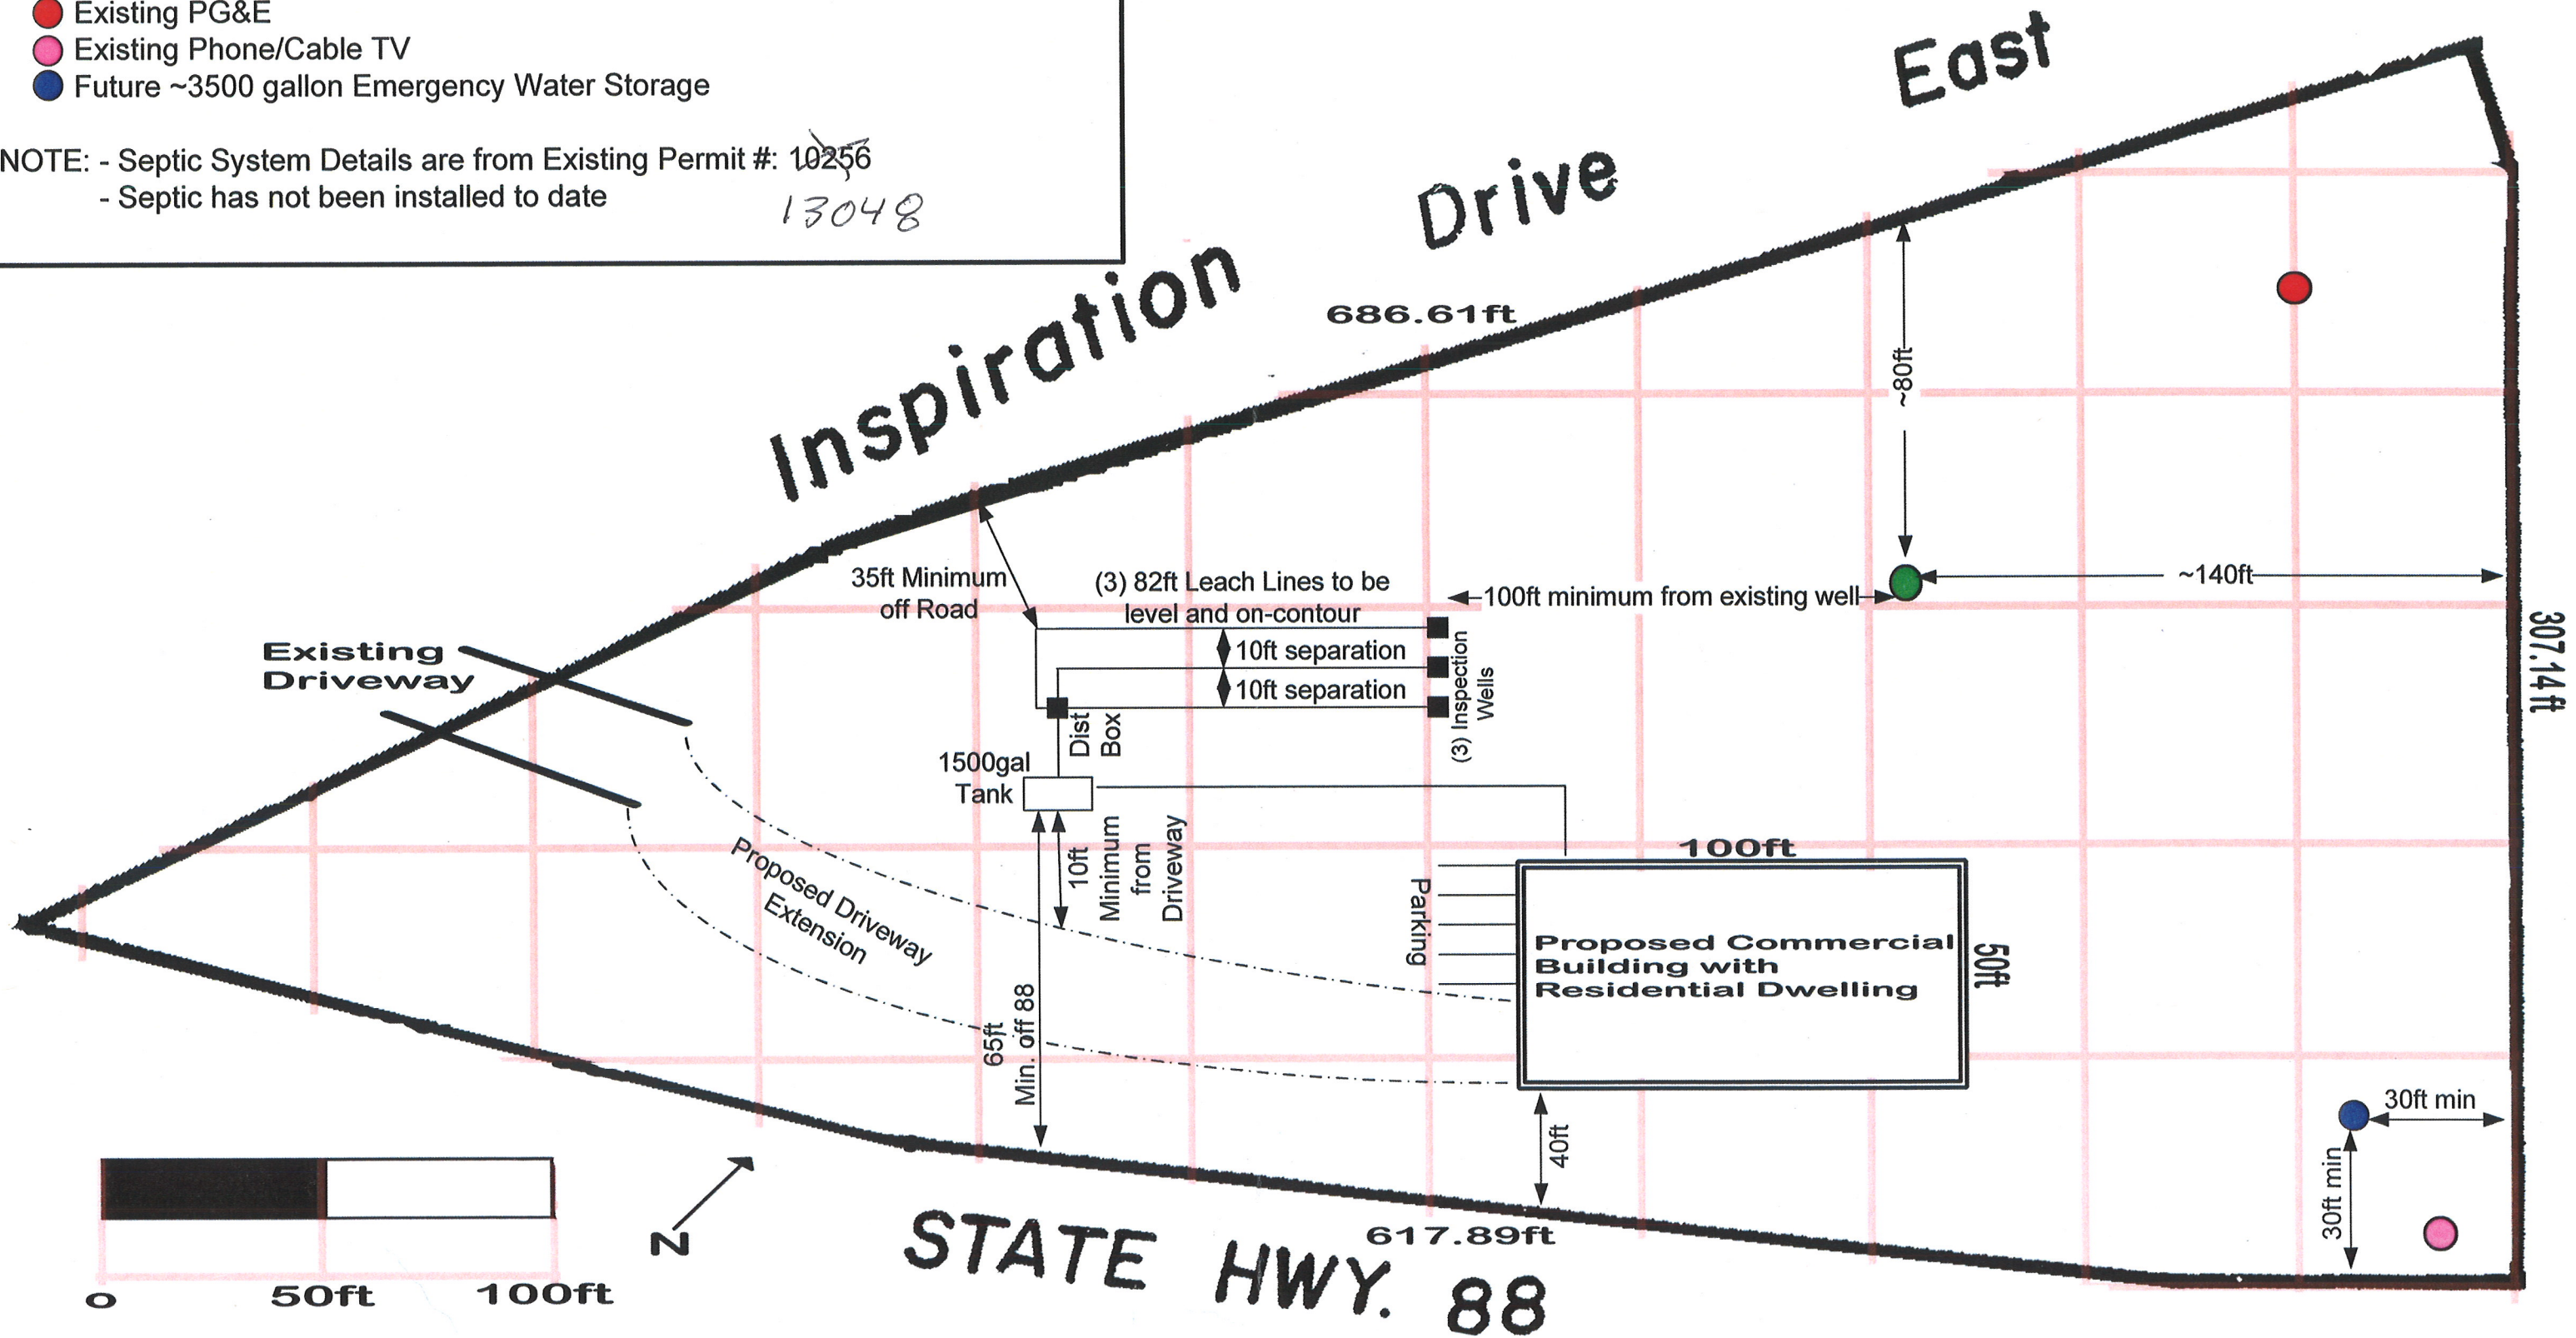 Existing PG&E
Existing Phone/Cable TV
Future ~3500 gallon Emergency Water Storage
NOTE: - Septic System Details are from Existing Permit #: 10256
13048
- Septic has not been installed to date
Inspiration Drive East
686.61ft
~80ft
~140ft
307.14ft
100ft minimum from existing well
35ft Minimum
off Road
(3) 82ft Leach Lines to be
level and on-contour
10ft separation
10ft separation
(3) Inspection
Wells
Existing
Driveway
Dist
Box
1500gal
Tank
10ft
Minimum
from
Driveway
Proposed Driveway
Extension
65ft
Min. off 88
Parking
100ft
50ft
Proposed Commercial
Building with
Residential Dwelling
40ft
30ft min
30ft min
617.89ft
STATE HWY. 88
N
0 50ft 100ft